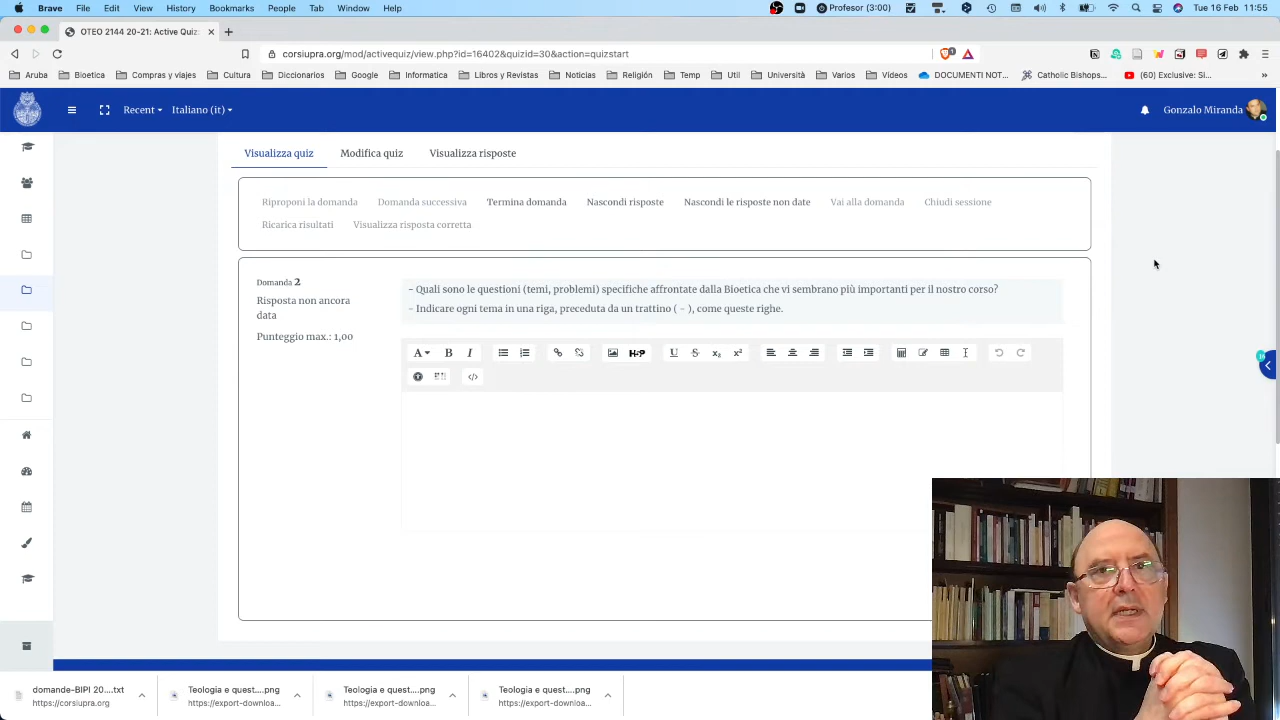 Brave File Edit View History Bookmarks Profiles Tab Window Help Profesor (3:00) Tue 16 Feb 11:55
OTEO 2144 20-21: Active Quiz:
corsiupra.org/mod/activequiz/view.php?id=16402&quizid=30&action=quizstart
Aruba Bioetica Compras y viajes Cultura Diccionarios Google Informatica Libros y Revistas Noticias Religión Temp Util Università Varios Vídeos DOCUMENTI NOT... Catholic Bishops... (60) Exclusive: Si...
Recent Italiano (it) Gonzalo Miranda
Visualizza quiz Modifica quiz Visualizza risposte
Riproponi la domanda Domanda successiva Termina domanda Nascondi risposte Nascondi le risposte non date Vai alla domanda Chiudi sessione
Ricarica risultati Visualizza risposta corretta
Domanda 2
Risposta non ancora
data
Punteggio max.: 1,00
- Quali sono le questioni (temi, problemi) specifiche affrontate dalla Bioetica che vi sembrano più importanti per il nostro corso?
- Indicare ogni tema in una riga, preceduta da un trattino ( - ), come queste righe.
domande-BIPI 20....txt Teologia e quest....png Teologia e quest....png Teologia e quest....png
https://corsiupra.org https://export-downloa... https://export-downloa... https://export-downloa...